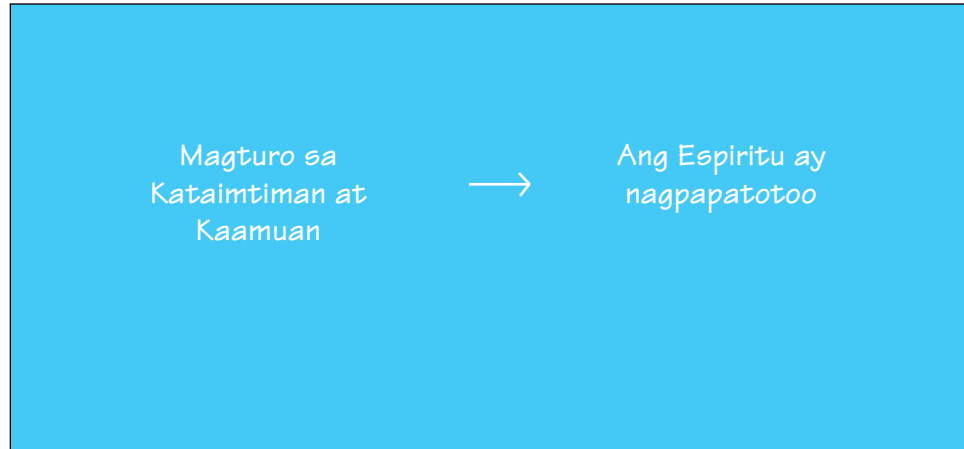 Magturo sa
Kataimtiman at
Kaamuan
Ang Espiritu ay
nagpapatotoo